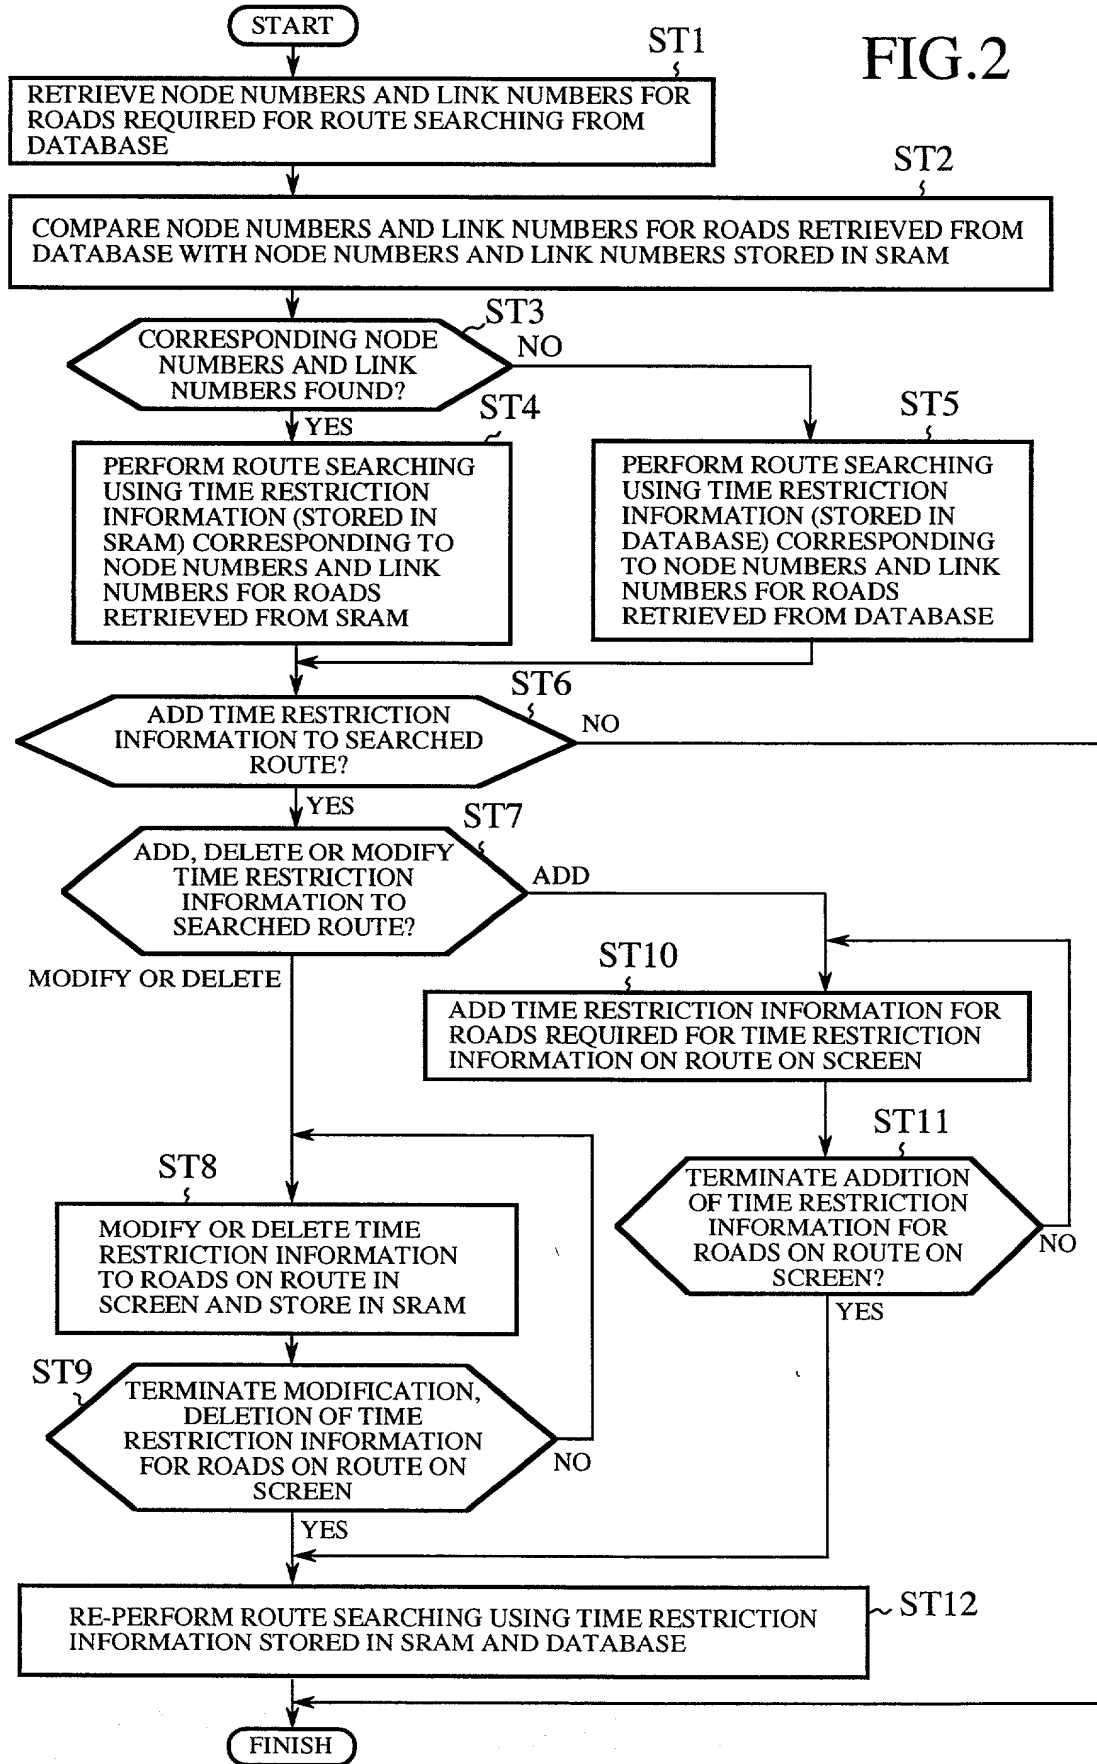 START
ST1
FIG.2
RETRIEVE NODE NUMBERS AND LINK NUMBERS FOR
ROADS REQUIRED FOR ROUTE SEARCHING FROM
DATABASE
ST2
COMPARE NODE NUMBERS AND LINK NUMBERS FOR ROADS RETRIEVED FROM
DATABASE WITH NODE NUMBERS AND LINK NUMBERS STORED IN SRAM
ST3
CORRESPONDING NODE
NUMBERS AND LINK
NUMBERS FOUND?
NO
YES
ST4
PERFORM ROUTE SEARCHING
USING TIME RESTRICTION
INFORMATION (STORED IN
SRAM) CORRESPONDING TO
NODE NUMBERS AND LINK
NUMBERS FOR ROADS
RETRIEVED FROM SRAM
ST5
PERFORM ROUTE SEARCHING
USING TIME RESTRICTION
INFORMATION (STORED IN
DATABASE) CORRESPONDING
TO NODE NUMBERS AND LINK
NUMBERS FOR ROADS
RETRIEVED FROM DATABASE
ST6
ADD TIME RESTRICTION
INFORMATION TO SEARCHED
ROUTE?
NO
YES
ST7
ADD, DELETE OR MODIFY
TIME RESTRICTION
INFORMATION TO
SEARCHED ROUTE?
ADD
MODIFY OR DELETE
ST10
ADD TIME RESTRICTION INFORMATION FOR
ROADS REQUIRED FOR TIME RESTRICTION
INFORMATION ON ROUTE ON SCREEN
ST11
TERMINATE ADDITION
OF TIME RESTRICTION
INFORMATION FOR
ROADS ON ROUTE ON
SCREEN?
NO
YES
ST8
MODIFY OR DELETE TIME
RESTRICTION INFORMATION
TO ROADS ON ROUTE IN
SCREEN AND STORE IN SRAM
ST9
TERMINATE MODIFICATION,
DELETION OF TIME
RESTRICTION INFORMATION
FOR ROADS ON ROUTE ON
SCREEN
NO
YES
ST12
RE-PERFORM ROUTE SEARCHING USING TIME RESTRICTION
INFORMATION STORED IN SRAM AND DATABASE
FINISH